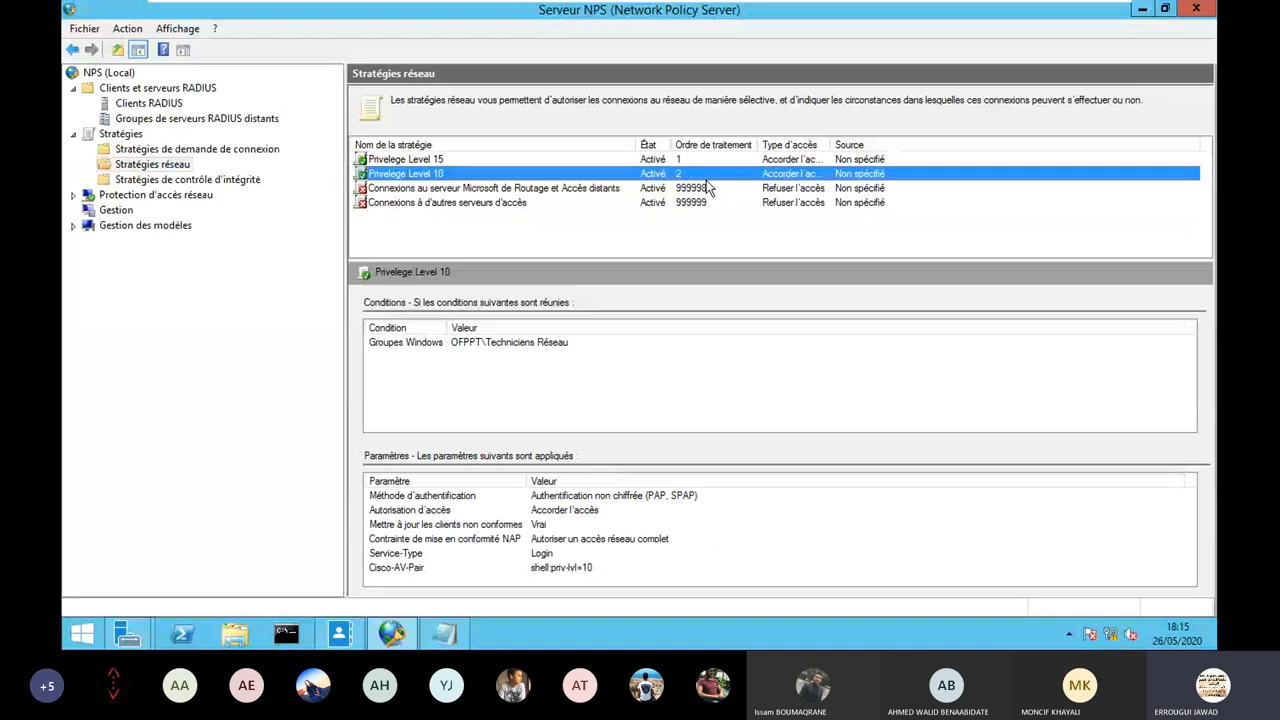 Serveur NPS (Network Policy Server)
Fichier Action Affichage ?
NPS (Local)
Clients et serveurs RADIUS
Clients RADIUS
Groupes de serveurs RADIUS distants
Stratégies
Stratégies de demande de connexion
Stratégies réseau
Stratégies de contrôle d'intégrité
Protection d'accès réseau
Gestion
Gestion des modèles
Stratégies réseau
Les stratégies réseau vous permettent d'autoriser les connexions au réseau de manière sélective, et d'indiquer les circonstances dans lesquelles ces connexions peuvent s'effectuer ou non.
Nom de la stratégie État Ordre de traitement Type d'accès Source
Privelege Level 15 Activé 1 Accorder l'ac... Non spécifié
Privelege Level 10 Activé 2 Accorder l'ac... Non spécifié
Connexions au serveur Microsoft de Routage et Accès distants Activé 999998 Refuser l'accès Non spécifié
Connexions à d'autres serveurs d'accès Activé 999999 Refuser l'accès Non spécifié
Privelege Level 10
Conditions - Si les conditions suivantes sont réunies :
Condition Valeur
Groupes Windows OFPPT\Techniciens Réseau
Paramètres - Les paramètres suivants sont appliqués :
Paramètre Valeur
Méthode d'authentification Authentification non chiffrée (PAP, SPAP)
Autorisation d'accès Accorder l'accès
Mettre à jour les clients non conformes Vrai
Contrainte de mise en conformité NAP Autoriser un accès réseau complet
Service-Type Login
Cisco-AV-Pair shell:priv-lvl=10
18:15
26/05/2020
+5 AA AE AH YJ AT AB MK
Issam BOUMAQRANE AHMED WALID BENAABIDATE MONCIF KHAYALI ERROUGUI JAWAD